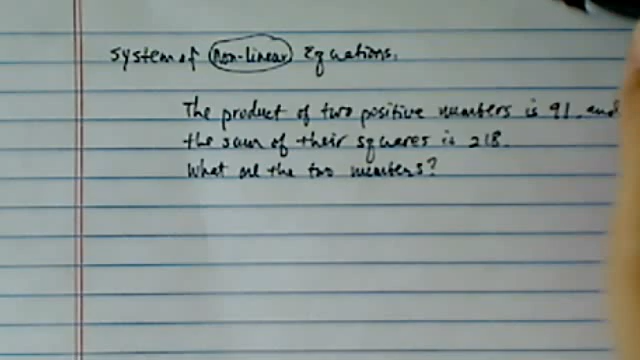 System of non-linear Equations.
The product of two positive numbers is 91. and
the sum of their squares is 218.
What are the two numbers?